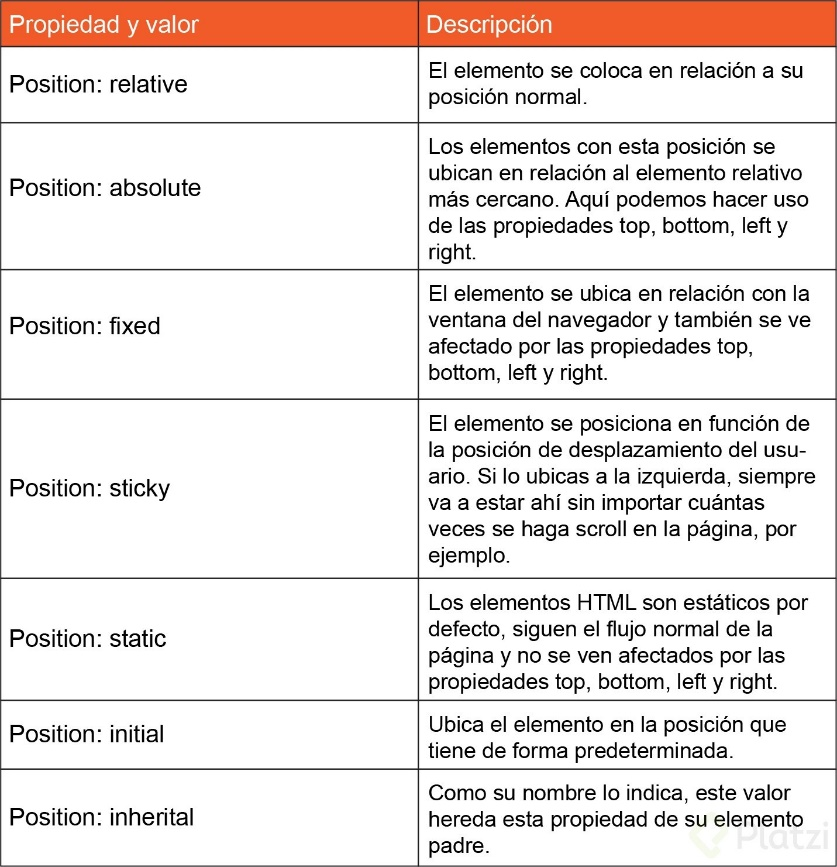 Propiedad y valor
Descripción
Position: relative
El elemento se coloca en relación a su
posición normal.
Position: absolute
Los elementos con esta posición se
ubican en relación al elemento relativo
más cercano. Aquí podemos hacer uso
de las propiedades top, bottom, left y
right.
Position: fixed
El elemento se ubica en relación con la
ventana del navegador y también se ve
afectado por las propiedades top,
bottom, left y right.
Position: sticky
El elemento se posiciona en función de
la posición de desplazamiento del usu-
ario. Si lo ubicas a la izquierda, siempre
va a estar ahí sin importar cuántas
veces se haga scroll en la página, por
ejemplo.
Position: static
Los elementos HTML son estáticos por
defecto, siguen el flujo normal de la
página y no se ven afectados por las
propiedades top, bottom, left y right.
Position: initial
Ubica el elemento en la posición que
tiene de forma predeterminada.
Position: inherital
Como su nombre lo indica, este valor
hereda esta propiedad de su elemento
padre.
Platzi